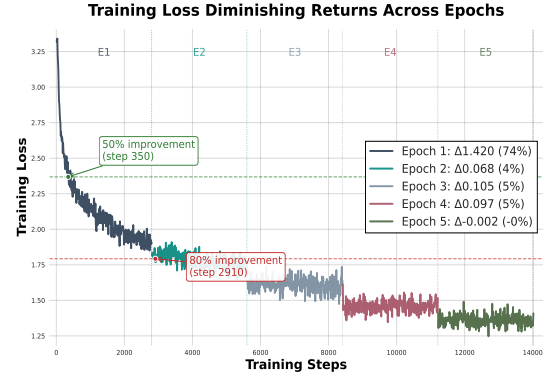 Training Loss Diminishing Returns Across Epochs
E1 E2 E3 E4 E5
3.25
3.00
2.75
2.50
2.25
2.00
1.75
1.50
1.25
Training Loss
50% improvement
(step 350)
80% improvement
(step 2910)
Epoch 1: Δ1.420 (74%)
Epoch 2: Δ0.068 (4%)
Epoch 3: Δ0.105 (5%)
Epoch 4: Δ0.097 (5%)
Epoch 5: Δ-0.002 (-0%)
0 2000 4000 6000 8000 10000 12000 14000
Training Steps